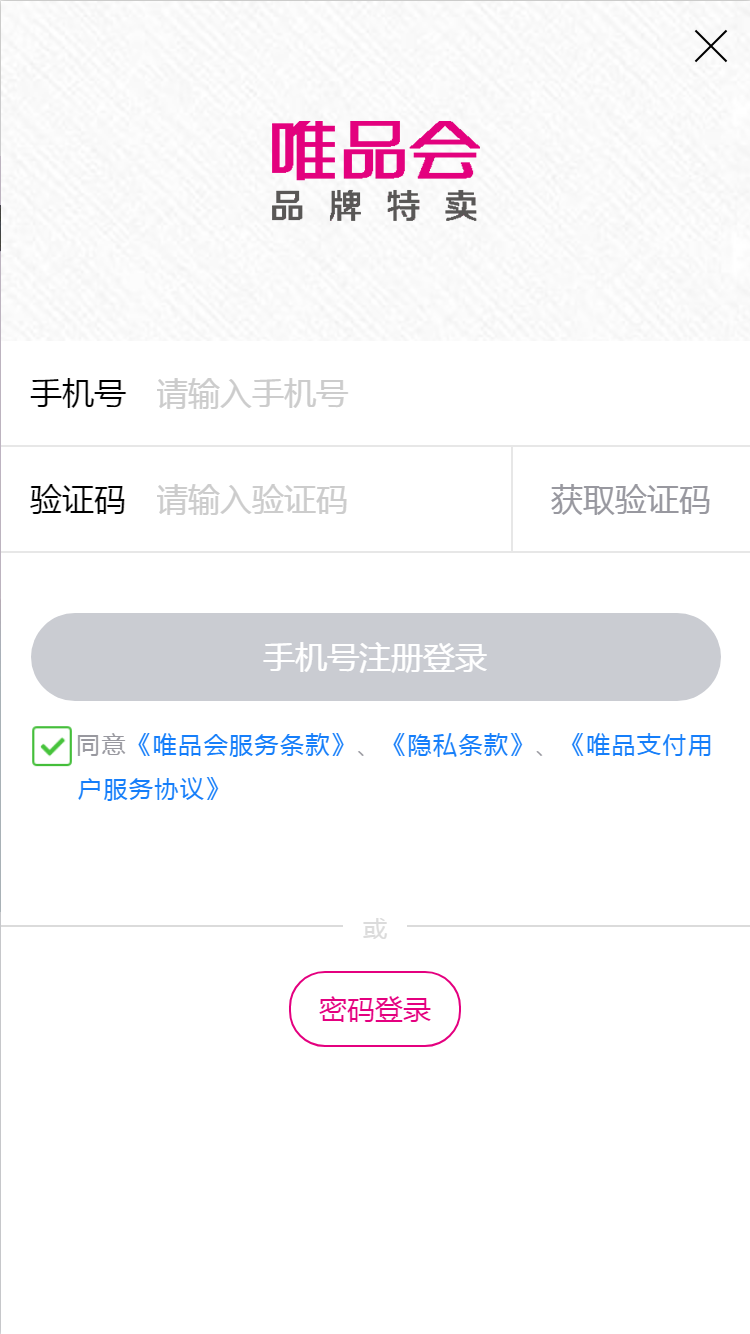 唯品会
品牌特卖
手机号 请输入手机号
验证码 请输入验证码 获取验证码
手机号注册登录
同意《唯品会服务条款》、《隐私条款》、《唯品支付用
户服务协议》
或
密码登录